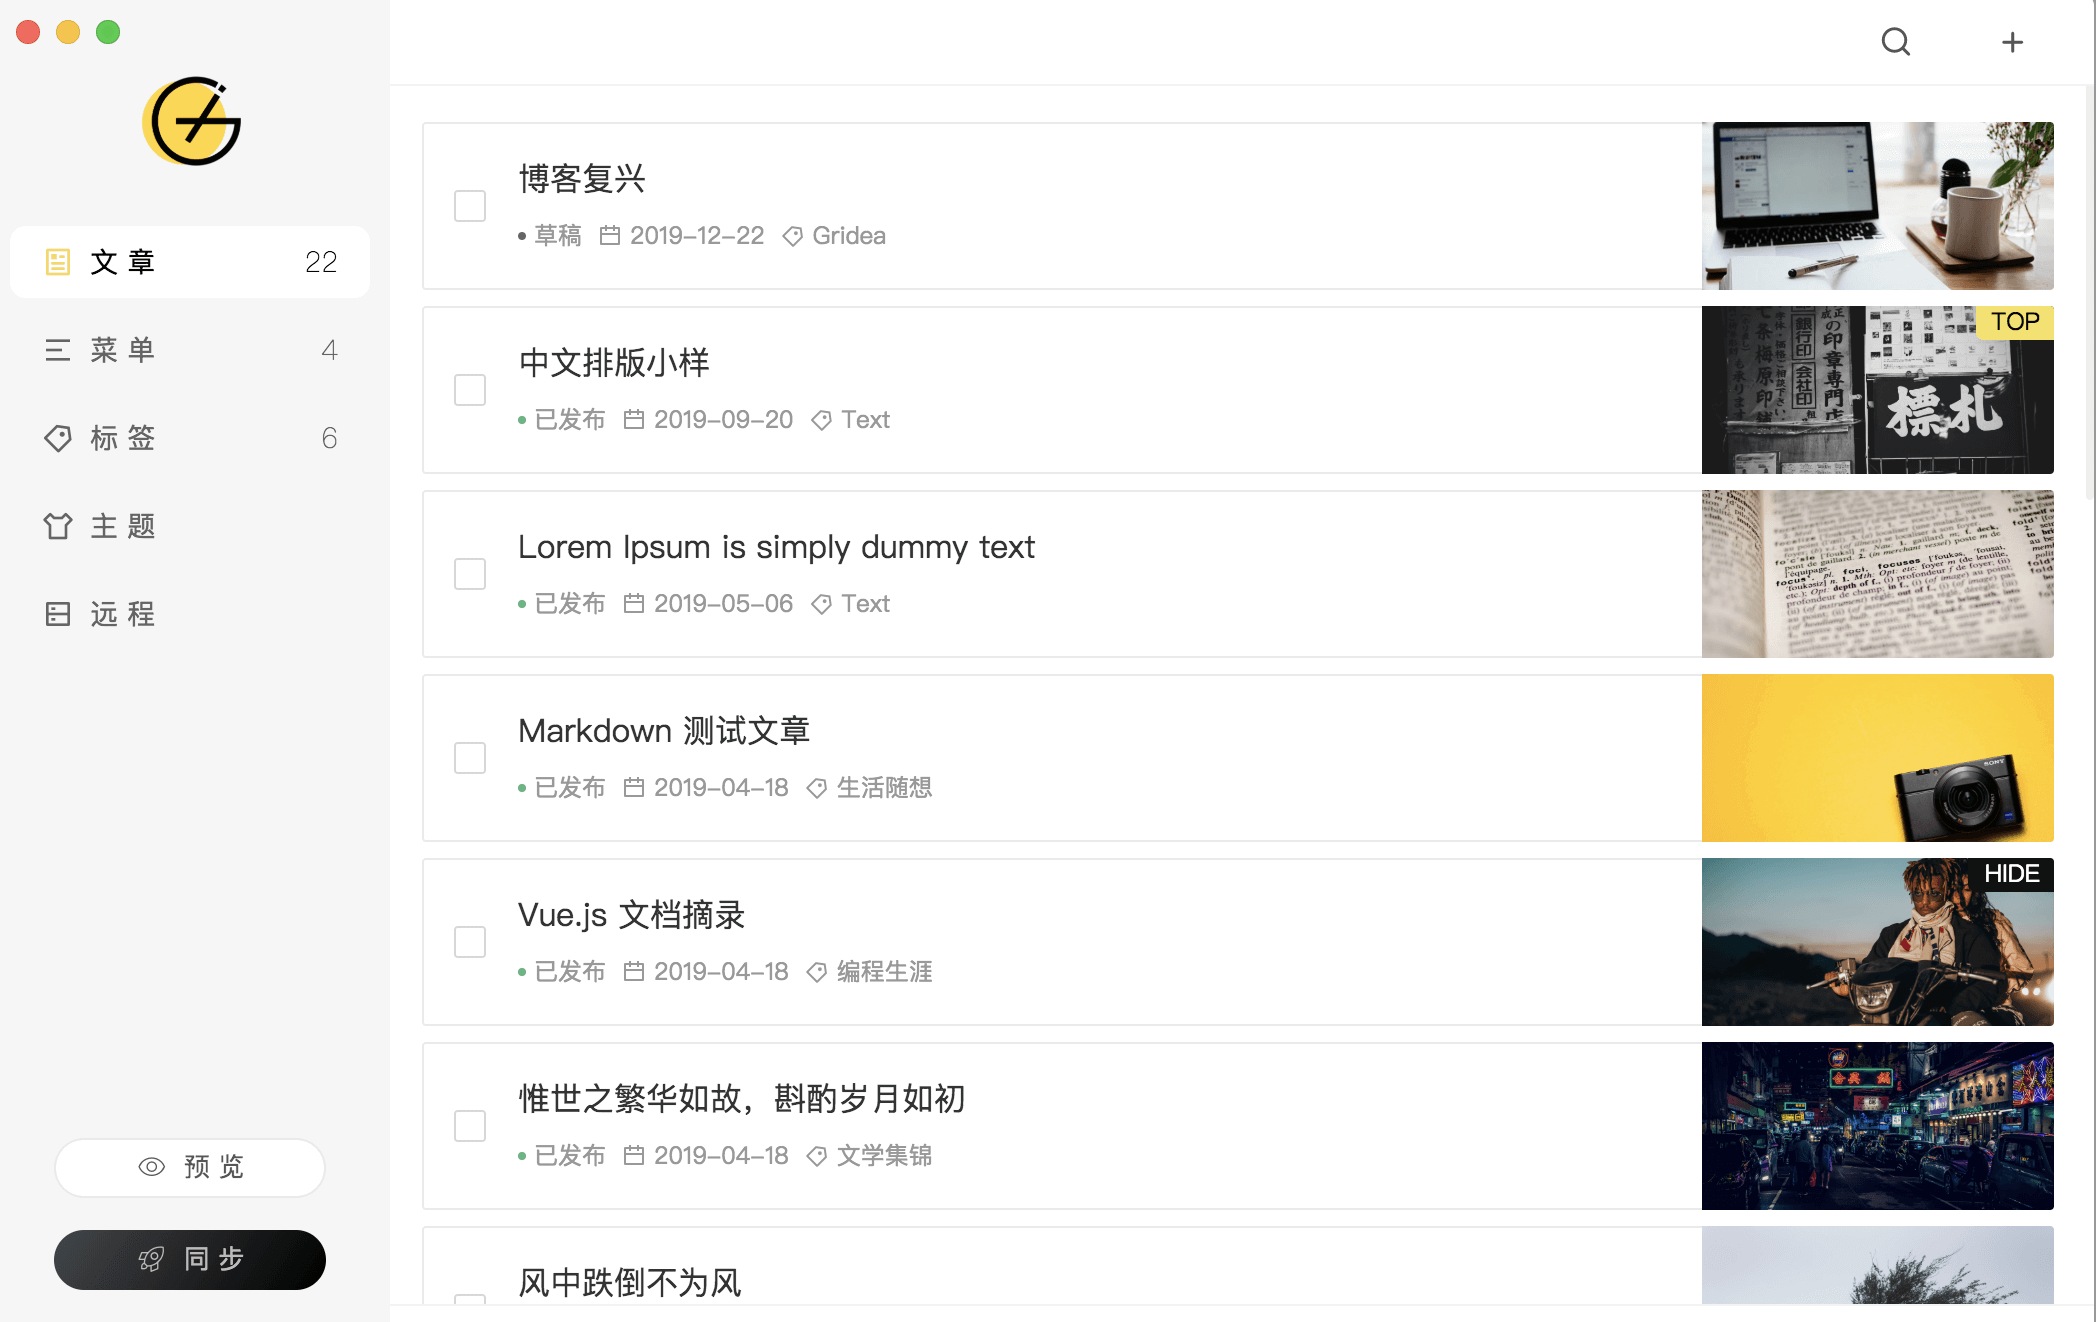 文章 22
菜单 4
标签 6
主题
远程
预览
同步
博客复兴
草稿 2019-12-22 Gridea
中文排版小样
已发布 2019-09-20 Text
TOP
標札
Lorem Ipsum is simply dummy text
已发布 2019-05-06 Text
Markdown 测试文章
已发布 2019-04-18 生活随想
SONY
Vue.js 文档摘录
已发布 2019-04-18 编程生涯
HIDE
惟世之繁华如故，斟酌岁月如初
已发布 2019-04-18 文学集锦
风中跌倒不为风